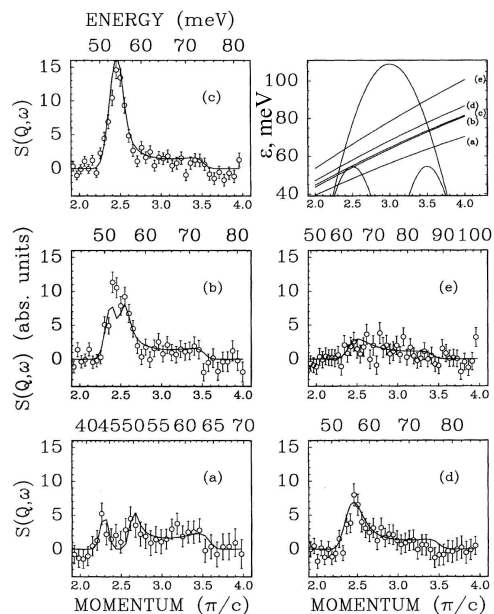 ENERGY (meV)
50 60 70 80
15
10
5
0
S(Q,ω)
(c)
2.0 2.5 3.0 3.5 4.0
100
80
60
40
ε, meV
(e)
(d)
(c)
(b)
(a)
2.0 2.5 3.0 3.5 4.0
50 60 70 80
15
10
5
0
S(Q,ω) (abs. units)
(b)
2.0 2.5 3.0 3.5 4.0
50 60 70 80 90 100
15
10
5
0
(e)
2.0 2.5 3.0 3.5 4.0
40 45 50 55 60 65 70
15
10
5
0
S(Q,ω)
(a)
2.0 2.5 3.0 3.5 4.0
MOMENTUM (π/c)
50 60 70 80
15
10
5
0
(d)
2.0 2.5 3.0 3.5 4.0
MOMENTUM (π/c)